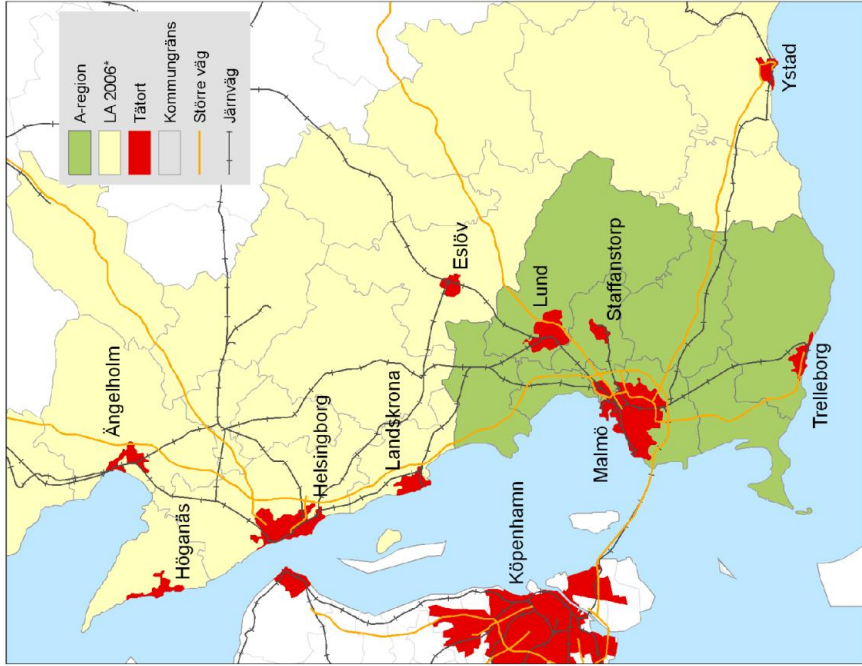 A-region
LA 2006*
Tätort
Kommungräns
Större väg
Järnväg
Ängelholm
Höganäs
Helsingborg
Landskrona
Eslöv
Lund
Staffanstorp
Köpenhamn
Malmö
Trelleborg
Ystad